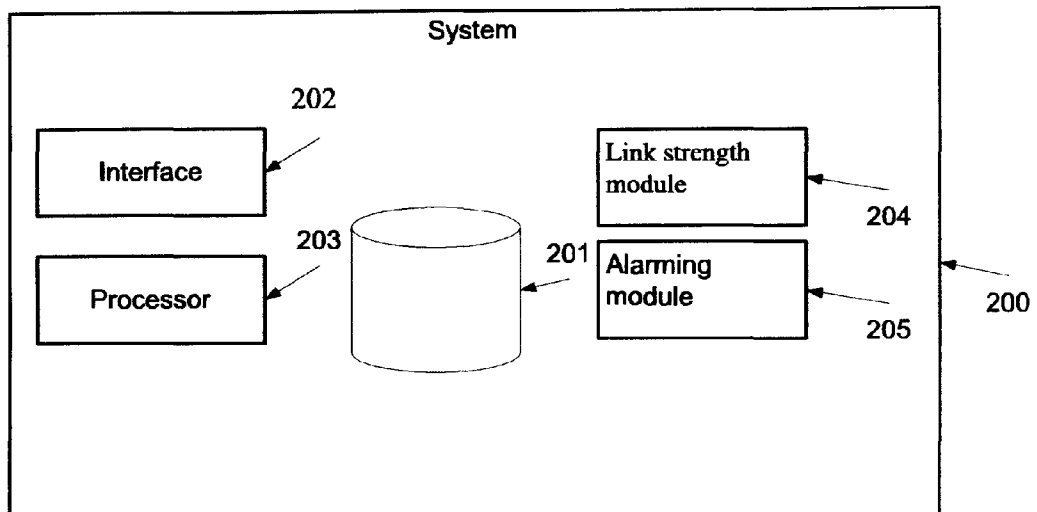 System
202
Interface
Link strength
module
204
203
Processor
201
Alarming
module
205
200